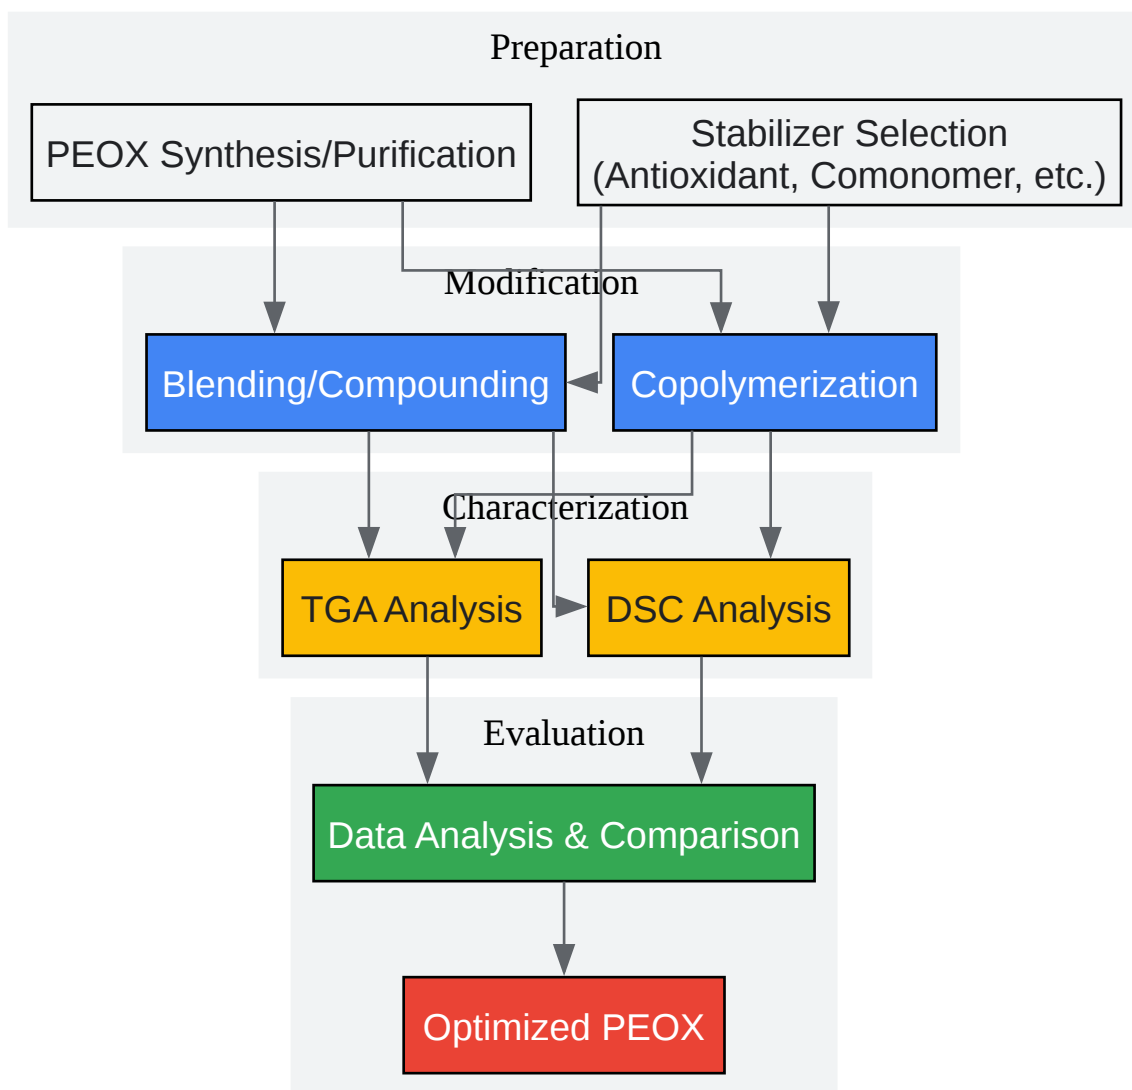 Preparation
PEOX Synthesis/Purification
Stabilizer Selection
(Antioxidant, Comonomer, etc.)
Modification
Blending/Compounding
Copolymerization
Characterization
TGA Analysis
DSC Analysis
Evaluation
Data Analysis & Comparison
Optimized PEOX